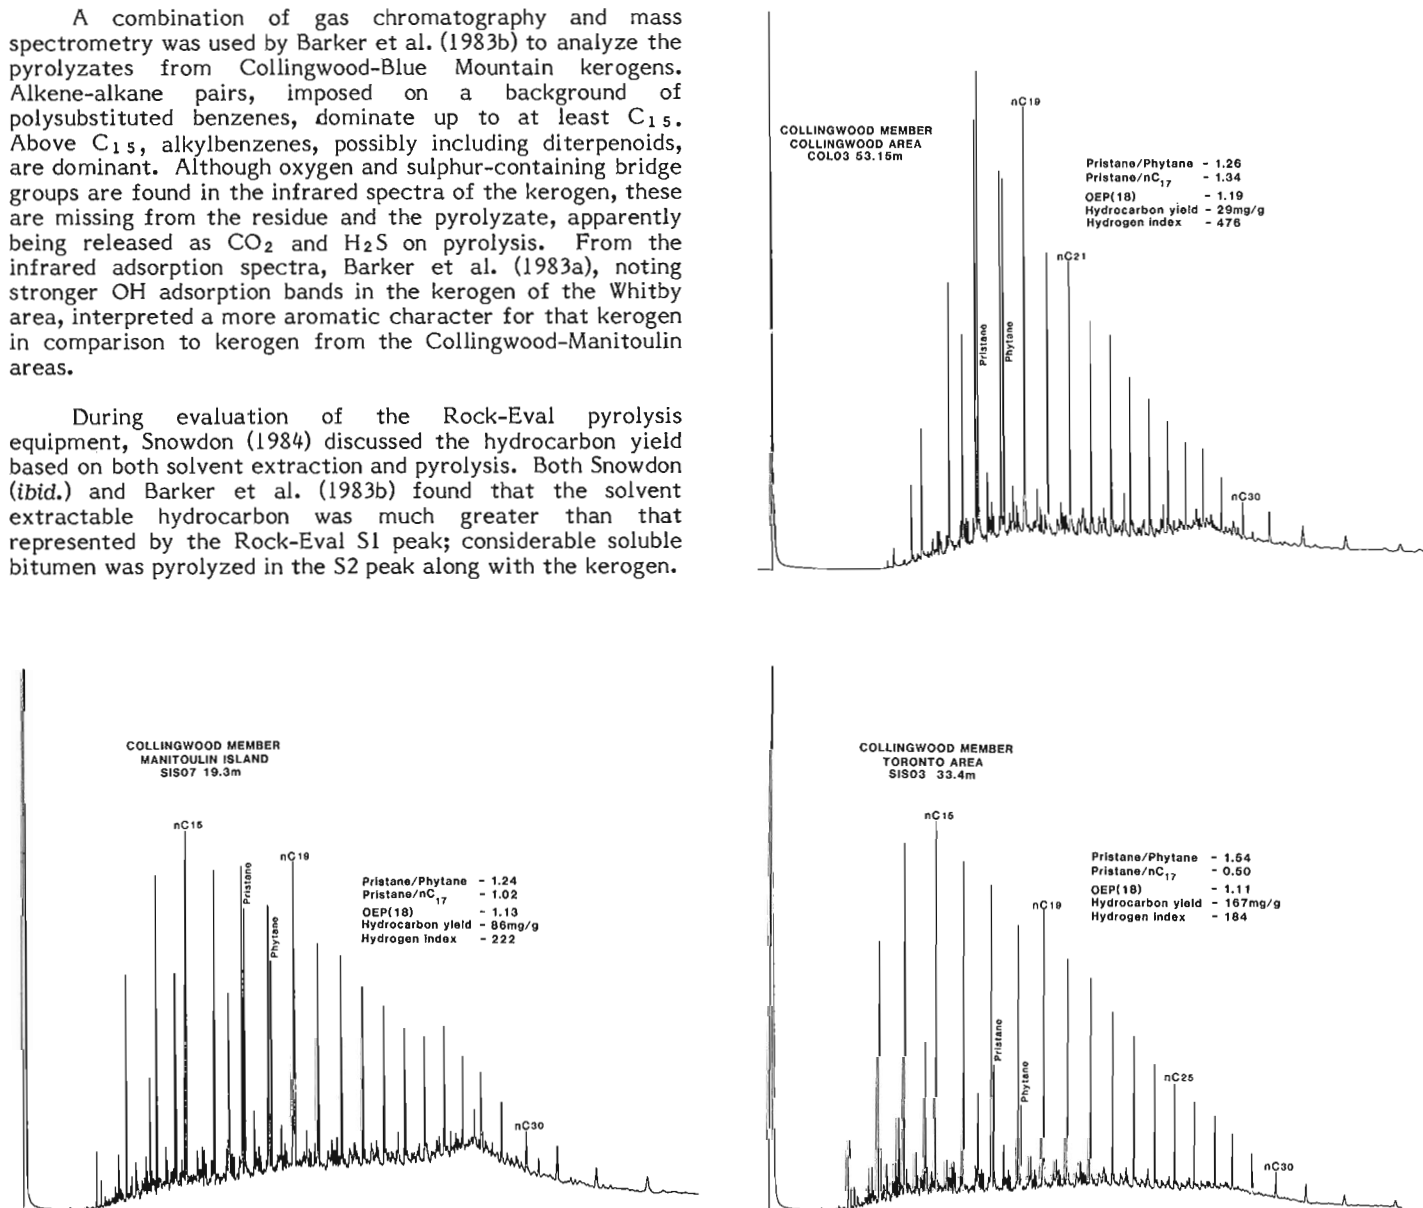 A combination of gas chromatography and mass
spectrometry was used by Barker et al. (1983b) to analyze the
pyrolyzates from Collingwood-Blue Mountain kerogens.
Alkene-alkane pairs, imposed on a background of
polysubstituted benzenes, dominate up to at least C15.
Above C15, alkylbenzenes, possibly including diterpenoids,
are dominant. Although oxygen and sulphur-containing bridge
groups are found in the infrared spectra of the kerogen, these
are missing from the residue and the pyrolyzate, apparently
being released as CO2 and H2S on pyrolysis. From the
infrared adsorption spectra, Barker et al. (1983a), noting
stronger OH adsorption bands in the kerogen of the Whitby
area, interpreted a more aromatic character for that kerogen
in comparison to kerogen from the Collingwood-Manitoulin
areas.
During evaluation of the Rock-Eval pyrolysis
equipment, Snowdon (1984) discussed the hydrocarbon yield
based on both solvent extraction and pyrolysis. Both Snowdon
(ibid.) and Barker et al. (1983b) found that the solvent
extractable hydrocarbon was much greater than that
represented by the Rock-Eval S1 peak; considerable soluble
bitumen was pyrolyzed in the S2 peak along with the kerogen.
COLLINGWOOD MEMBER
COLLINGWOOD AREA
COL03 53.15m
nC19
nC21
nC30
Pristane
Phytane
Pristane/Phytane - 1.26
Pristane/nC17 - 1.34
OEP(18) - 1.19
Hydrocarbon yield - 29mg/g
Hydrogen index - 476
COLLINGWOOD MEMBER
MANITOULIN ISLAND
SIS07 19.3m
nC15
nC19
nC30
Pristane
Phytane
Pristane/Phytane - 1.24
Pristane/nC17 - 1.02
OEP(18) - 1.13
Hydrocarbon yield - 86mg/g
Hydrogen index - 222
COLLINGWOOD MEMBER
TORONTO AREA
SIS03 33.4m
nC15
nC19
nC25
nC30
Pristane
Phytane
Pristane/Phytane - 1.54
Pristane/nC17 - 0.50
OEP(18) - 1.11
Hydrocarbon yield - 167mg/g
Hydrogen index - 184